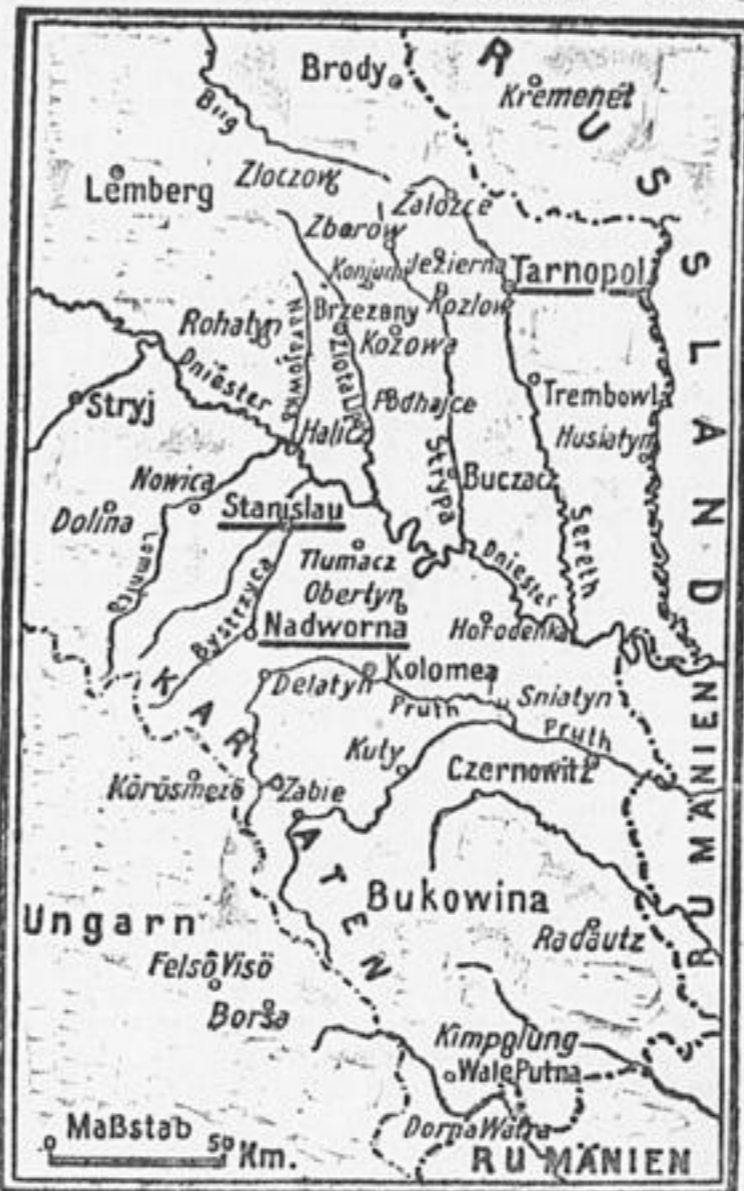 RUSSLAND
Brody
Kremenet
Bug
Lemberg
Zloczow
Zalozce
Zborow
Jezierna
Konjuchi
Tarnopol
Brzezany
Kozlow
Rohatyn
Narajowka
Zlota Lipa
Kozowa
Dniester
Stryj
Podhajce
Trembowla
Halicz
Husiatyn
Nowica
Strypa
Buczacz
Stanislau
Dolina
Lomnica
Sereth
Tlumacz
Dniester
Obertyn
Bystrzyca
Nadworna
Horodenka
KARPATEN
Kolomea
Delatyn
Sniatyn
Pruth
Pruth
RUMÄNIEN
Kuty
Czernowitz
Körösmezö
Zabie
Bukowina
Ungarn
Radautz
Felsö Visö
Borsa
Kimpolung
Wale Putna
Dorna Watra
Maßstab
0 50 Km.
RUMÄNIEN